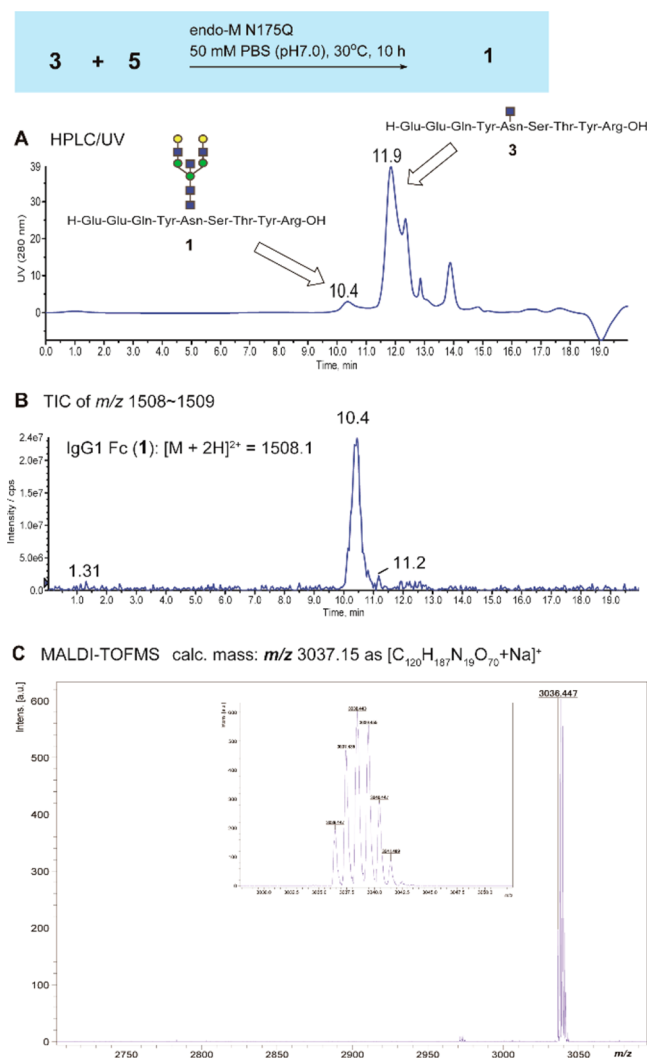 endo-M N175Q
3 + 5
50 mM PBS (pH7.0), 30°C, 10 h
1
A HPLC/UV
H-Glu-Glu-Gln-Tyr-Asn-Ser-Thr-Tyr-Arg-OH
3
11.9
39
30
20
10
0
-10
UV (280 nm)
H-Glu-Glu-Gln-Tyr-Asn-Ser-Thr-Tyr-Arg-OH
1
10.4
0.0 1.0 2.0 3.0 4.0 5.0 6.0 7.0 8.0 9.0 10.0 11.0 12.0 13.0 14.0 15.0 16.0 17.0 18.0 19.0
Time, min
B TIC of m/z 1508~1509
10.4
2.4e7
2.0e7
1.5e7
1.0e7
5.0e6
0.0
Intensity / cps
IgG1 Fc (1): [M + 2H]²⁺ = 1508.1
1.31
11.2
0.0 1.0 2.0 3.0 4.0 5.0 6.0 7.0 8.0 9.0 10.0 11.0 12.0 13.0 14.0 15.0 16.0 17.0 18.0 19.0
Time, min
C MALDI-TOFMS calc. mass: m/z 3037.15 as [C₁₂₀H₁₈₇N₁₉O₇₀+Na]⁺
Intens. [a.u.]
600
500
400
300
200
100
0
3036.447
2750 2800 2850 2900 2950 3000 3050 m/z